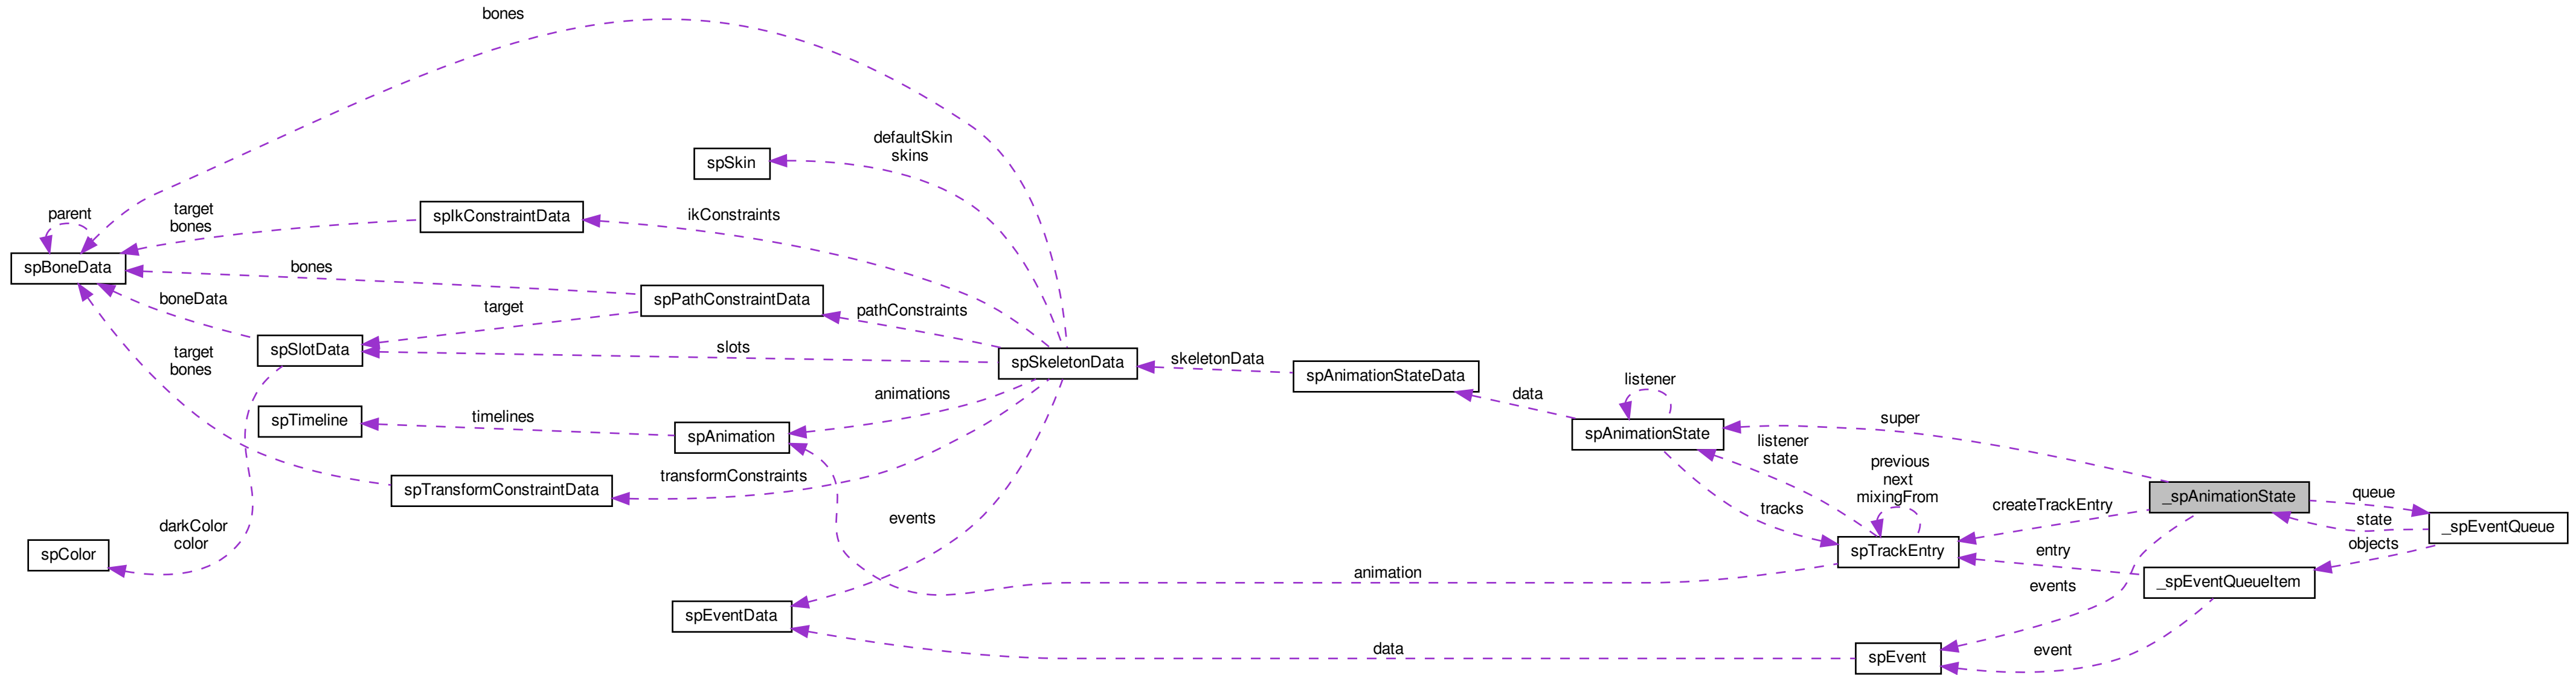 bones
defaultSkin
skins
spSkin
parent
target
bones
spIkConstraintData
ikConstraints
spBoneData
bones
boneData
target
spPathConstraintData
pathConstraints
spSlotData
slots
target
bones
spSkeletonData
skeletonData
spAnimationStateData
data
listener
animations
spTimeline
timelines
spAnimation
spAnimationState
super
listener
state
transformConstraints
spTransformConstraintData
previous
next
mixingFrom
_spAnimationState
queue
createTrackEntry
tracks
events
state
_spEventQueue
darkColor
color
spColor
spTrackEntry
entry
objects
animation
_spEventQueueItem
events
spEventData
data
spEvent
event